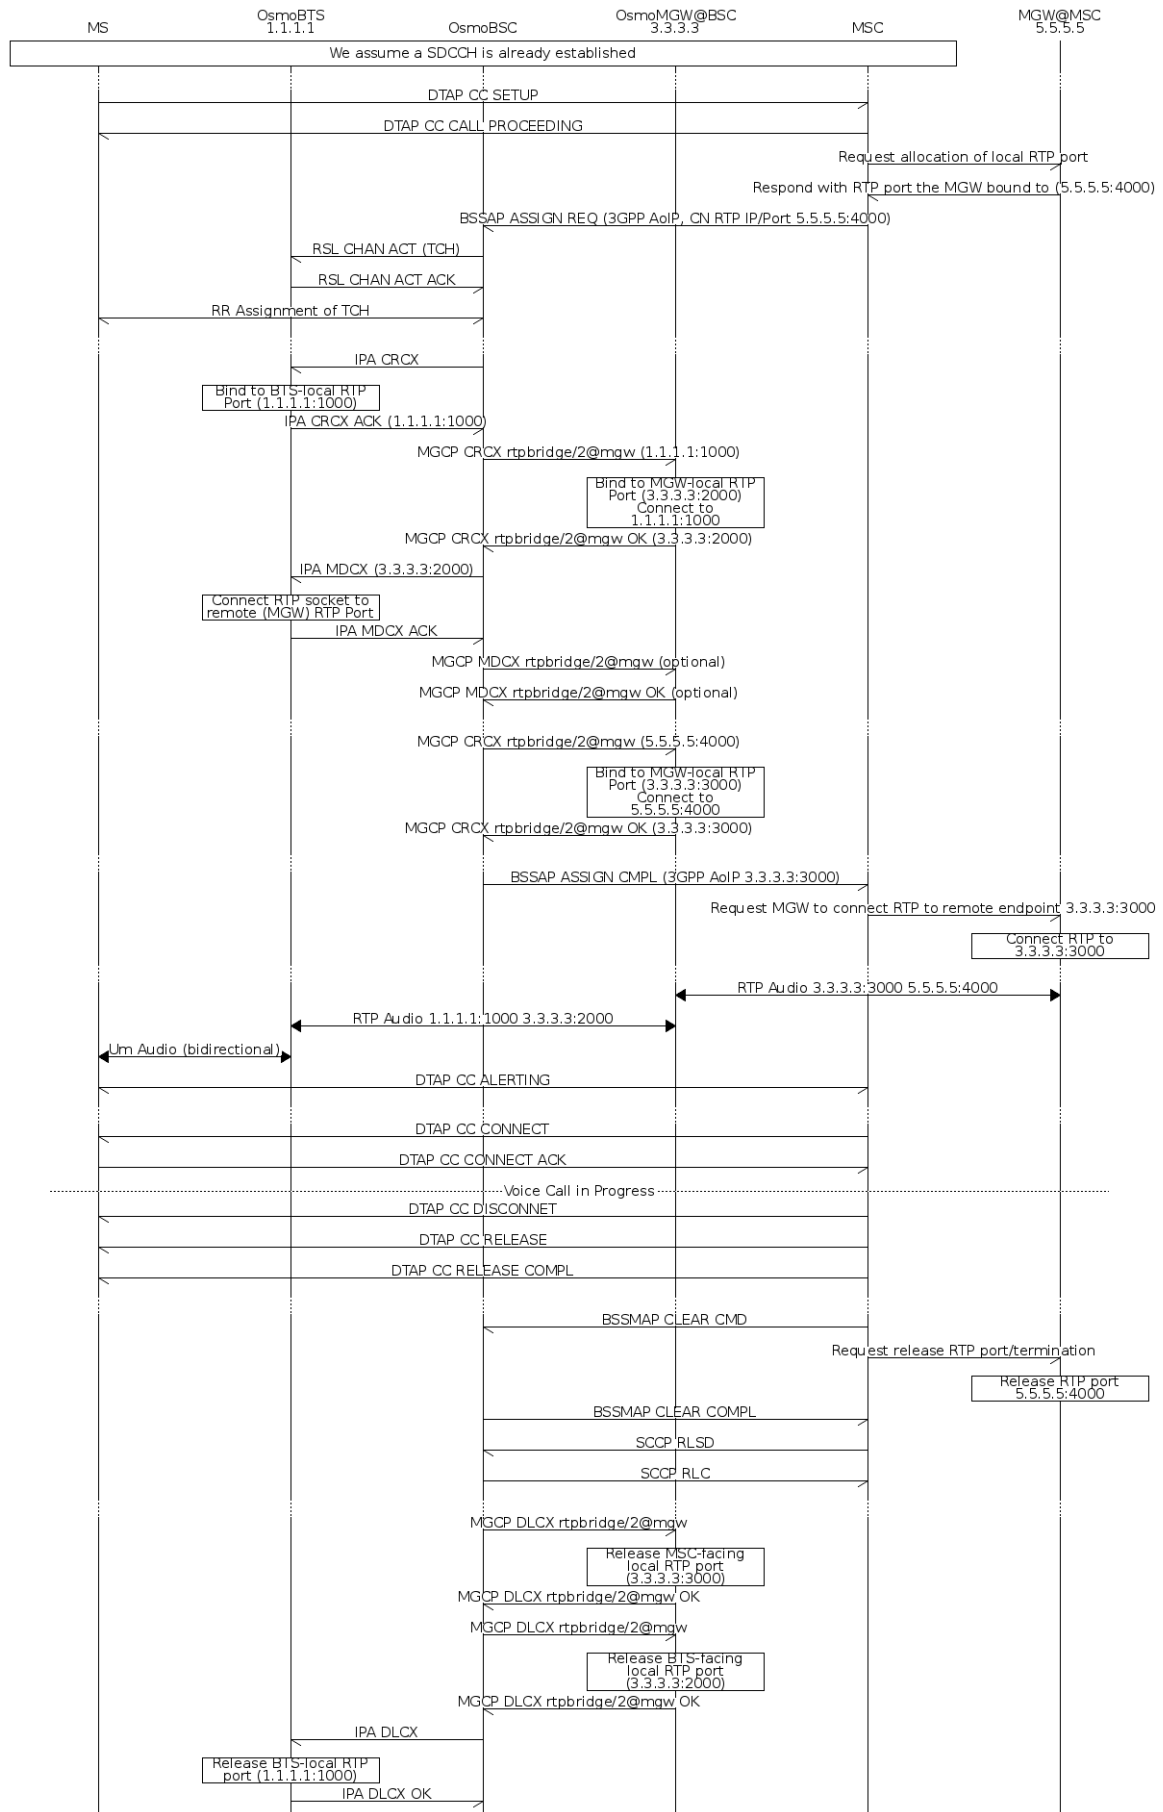 OsmoBTS OsmoMGW@BSC MGW@MSC
MS 1.1.1.1 OsmoBSC 3.3.3.3 MSC 5.5.5.5
We assume a SDCCH is already established
DTAP CC SETUP
DTAP CC CALL PROCEEDING
Request allocation of local RTP port
Respond with RTP port the MGW bound to (5.5.5.5:4000)
BSSAP ASSIGN REQ (3GPP AoIP, CN RTP IP/Port 5.5.5.5:4000)
RSL CHAN ACT (TCH)
RSL CHAN ACT ACK
RR Assignment of TCH
IPA CRCX
Bind to BTS-local RTP
Port (1.1.1.1:1000)
IPA CRCX ACK (1.1.1.1:1000)
MGCP CRCX rtpbridge/2@mgw (1.1.1.1:1000)
Bind to MGW-local RTP
Port (3.3.3.3:2000)
Connect to
1.1.1.1:1000
MGCP CRCX rtpbridge/2@mgw OK (3.3.3.3:2000)
IPA MDCX (3.3.3.3:2000)
Connect RTP socket to
remote (MGW) RTP Port
IPA MDCX ACK
MGCP MDCX rtpbridge/2@mgw (optional)
MGCP MDCX rtpbridge/2@mgw OK (optional)
MGCP CRCX rtpbridge/2@mgw (5.5.5.5:4000)
Bind to MGW-local RTP
Port (3.3.3.3:3000)
Connect to
5.5.5.5:4000
MGCP CRCX rtpbridge/2@mgw OK (3.3.3.3:3000)
BSSAP ASSIGN CMPL (3GPP AoIP 3.3.3.3:3000)
Request MGW to connect RTP to remote endpoint 3.3.3.3:3000
Connect RTP to
3.3.3.3:3000
RTP Audio 3.3.3.3:3000 5.5.5.5:4000
RTP Audio 1.1.1.1:1000 3.3.3.3:2000
Um Audio (bidirectional)
DTAP CC ALERTING
DTAP CC CONNECT
DTAP CC CONNECT ACK
Voice Call in Progress
DTAP CC DISCONNET
DTAP CC RELEASE
DTAP CC RELEASE COMPL
BSSMAP CLEAR CMD
Request release RTP port/termination
Release RTP port
5.5.5.5:4000
BSSMAP CLEAR COMPL
SCCP RLSD
SCCP RLC
MGCP DLCX rtpbridge/2@mgw
Release MSC-facing
local RTP port
(3.3.3.3:3000)
MGCP DLCX rtpbridge/2@mgw OK
MGCP DLCX rtpbridge/2@mgw
Release BTS-facing
local RTP port
(3.3.3.3:2000)
MGCP DLCX rtpbridge/2@mgw OK
IPA DLCX
Release BTS-local RTP
port (1.1.1.1:1000)
IPA DLCX OK